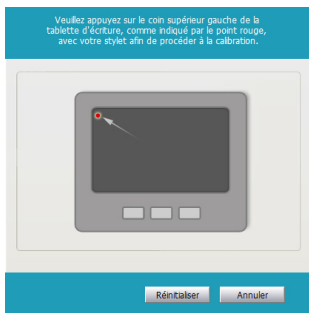 Veuillez appuyez sur le coin supérieur gauche de la
tablette d'écriture, comme indiqué par le point rouge,
avec votre stylet afin de procéder à la calibration.
Réinitialiser
Annuler